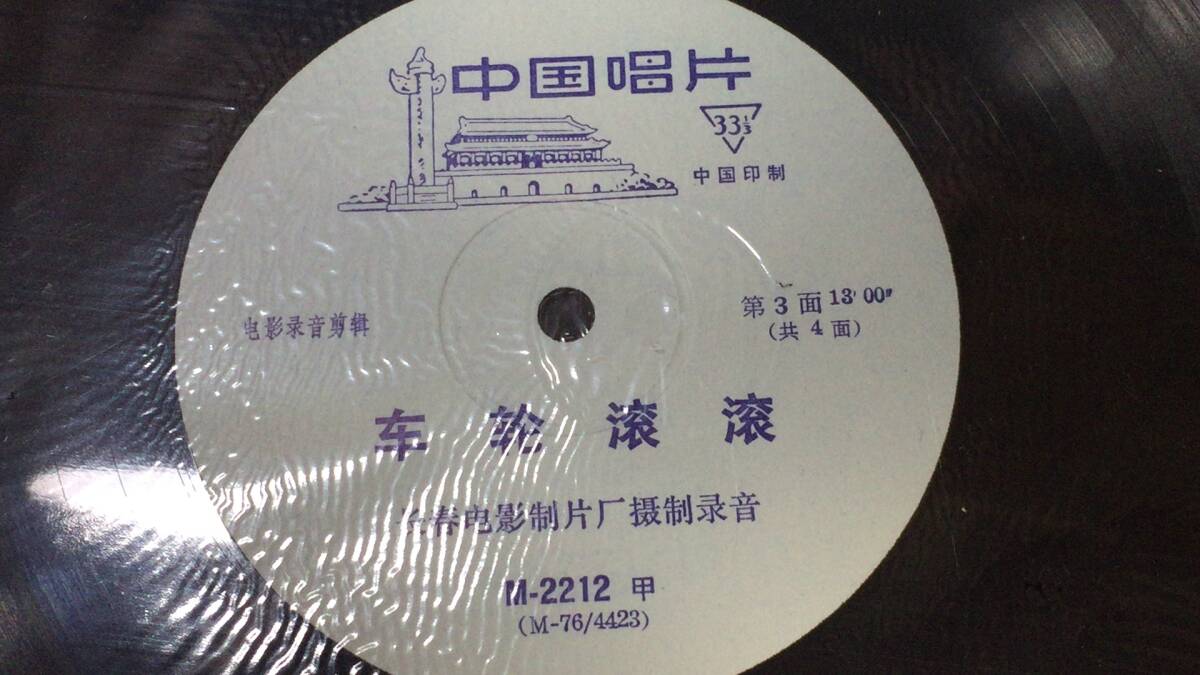 中国唱片
33⅓
中国印制
电影录音剪辑
第3面 13′00″
(共4面)
车轮滚滚
长春电影制片厂摄制录音
M-2212 甲
(M-76/4423)